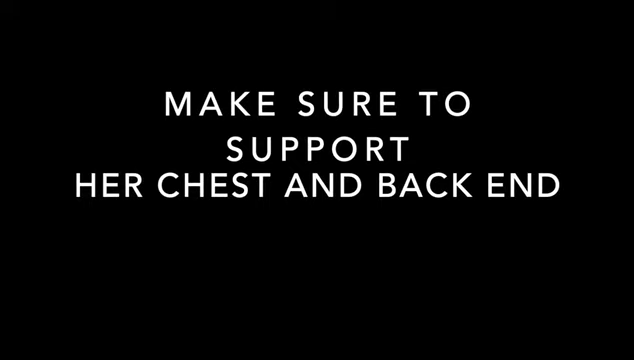 MAKE SURE TO
SUPPORT
HER CHEST AND BACK END